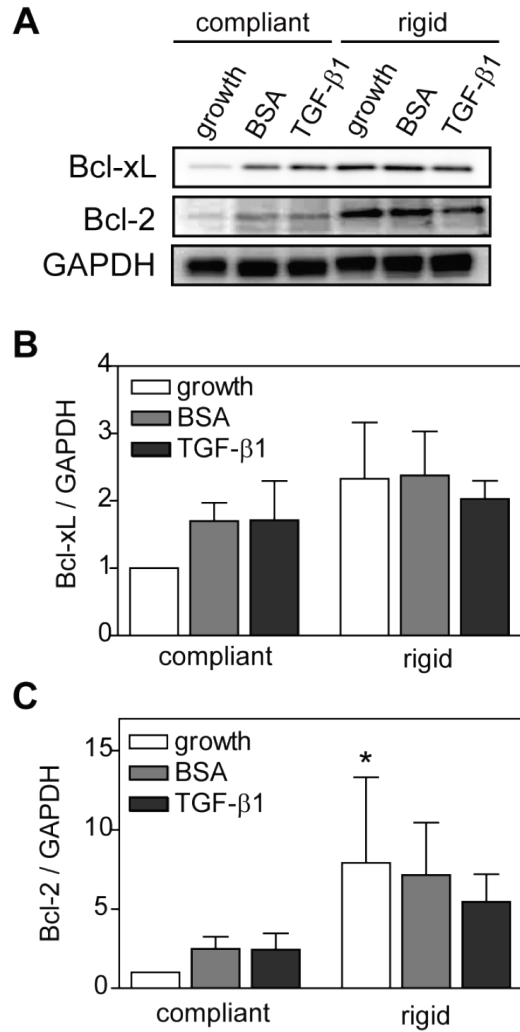 A
compliant rigid
growth BSA TGF-β1 growth BSA TGF-β1
Bcl-xL
Bcl-2
GAPDH
B
Bcl-xL / GAPDH
4
3
2
1
0
growth
BSA
TGF-β1
compliant rigid
C
Bcl-2 / GAPDH
15
10
5
0
growth
BSA
TGF-β1
*
compliant rigid